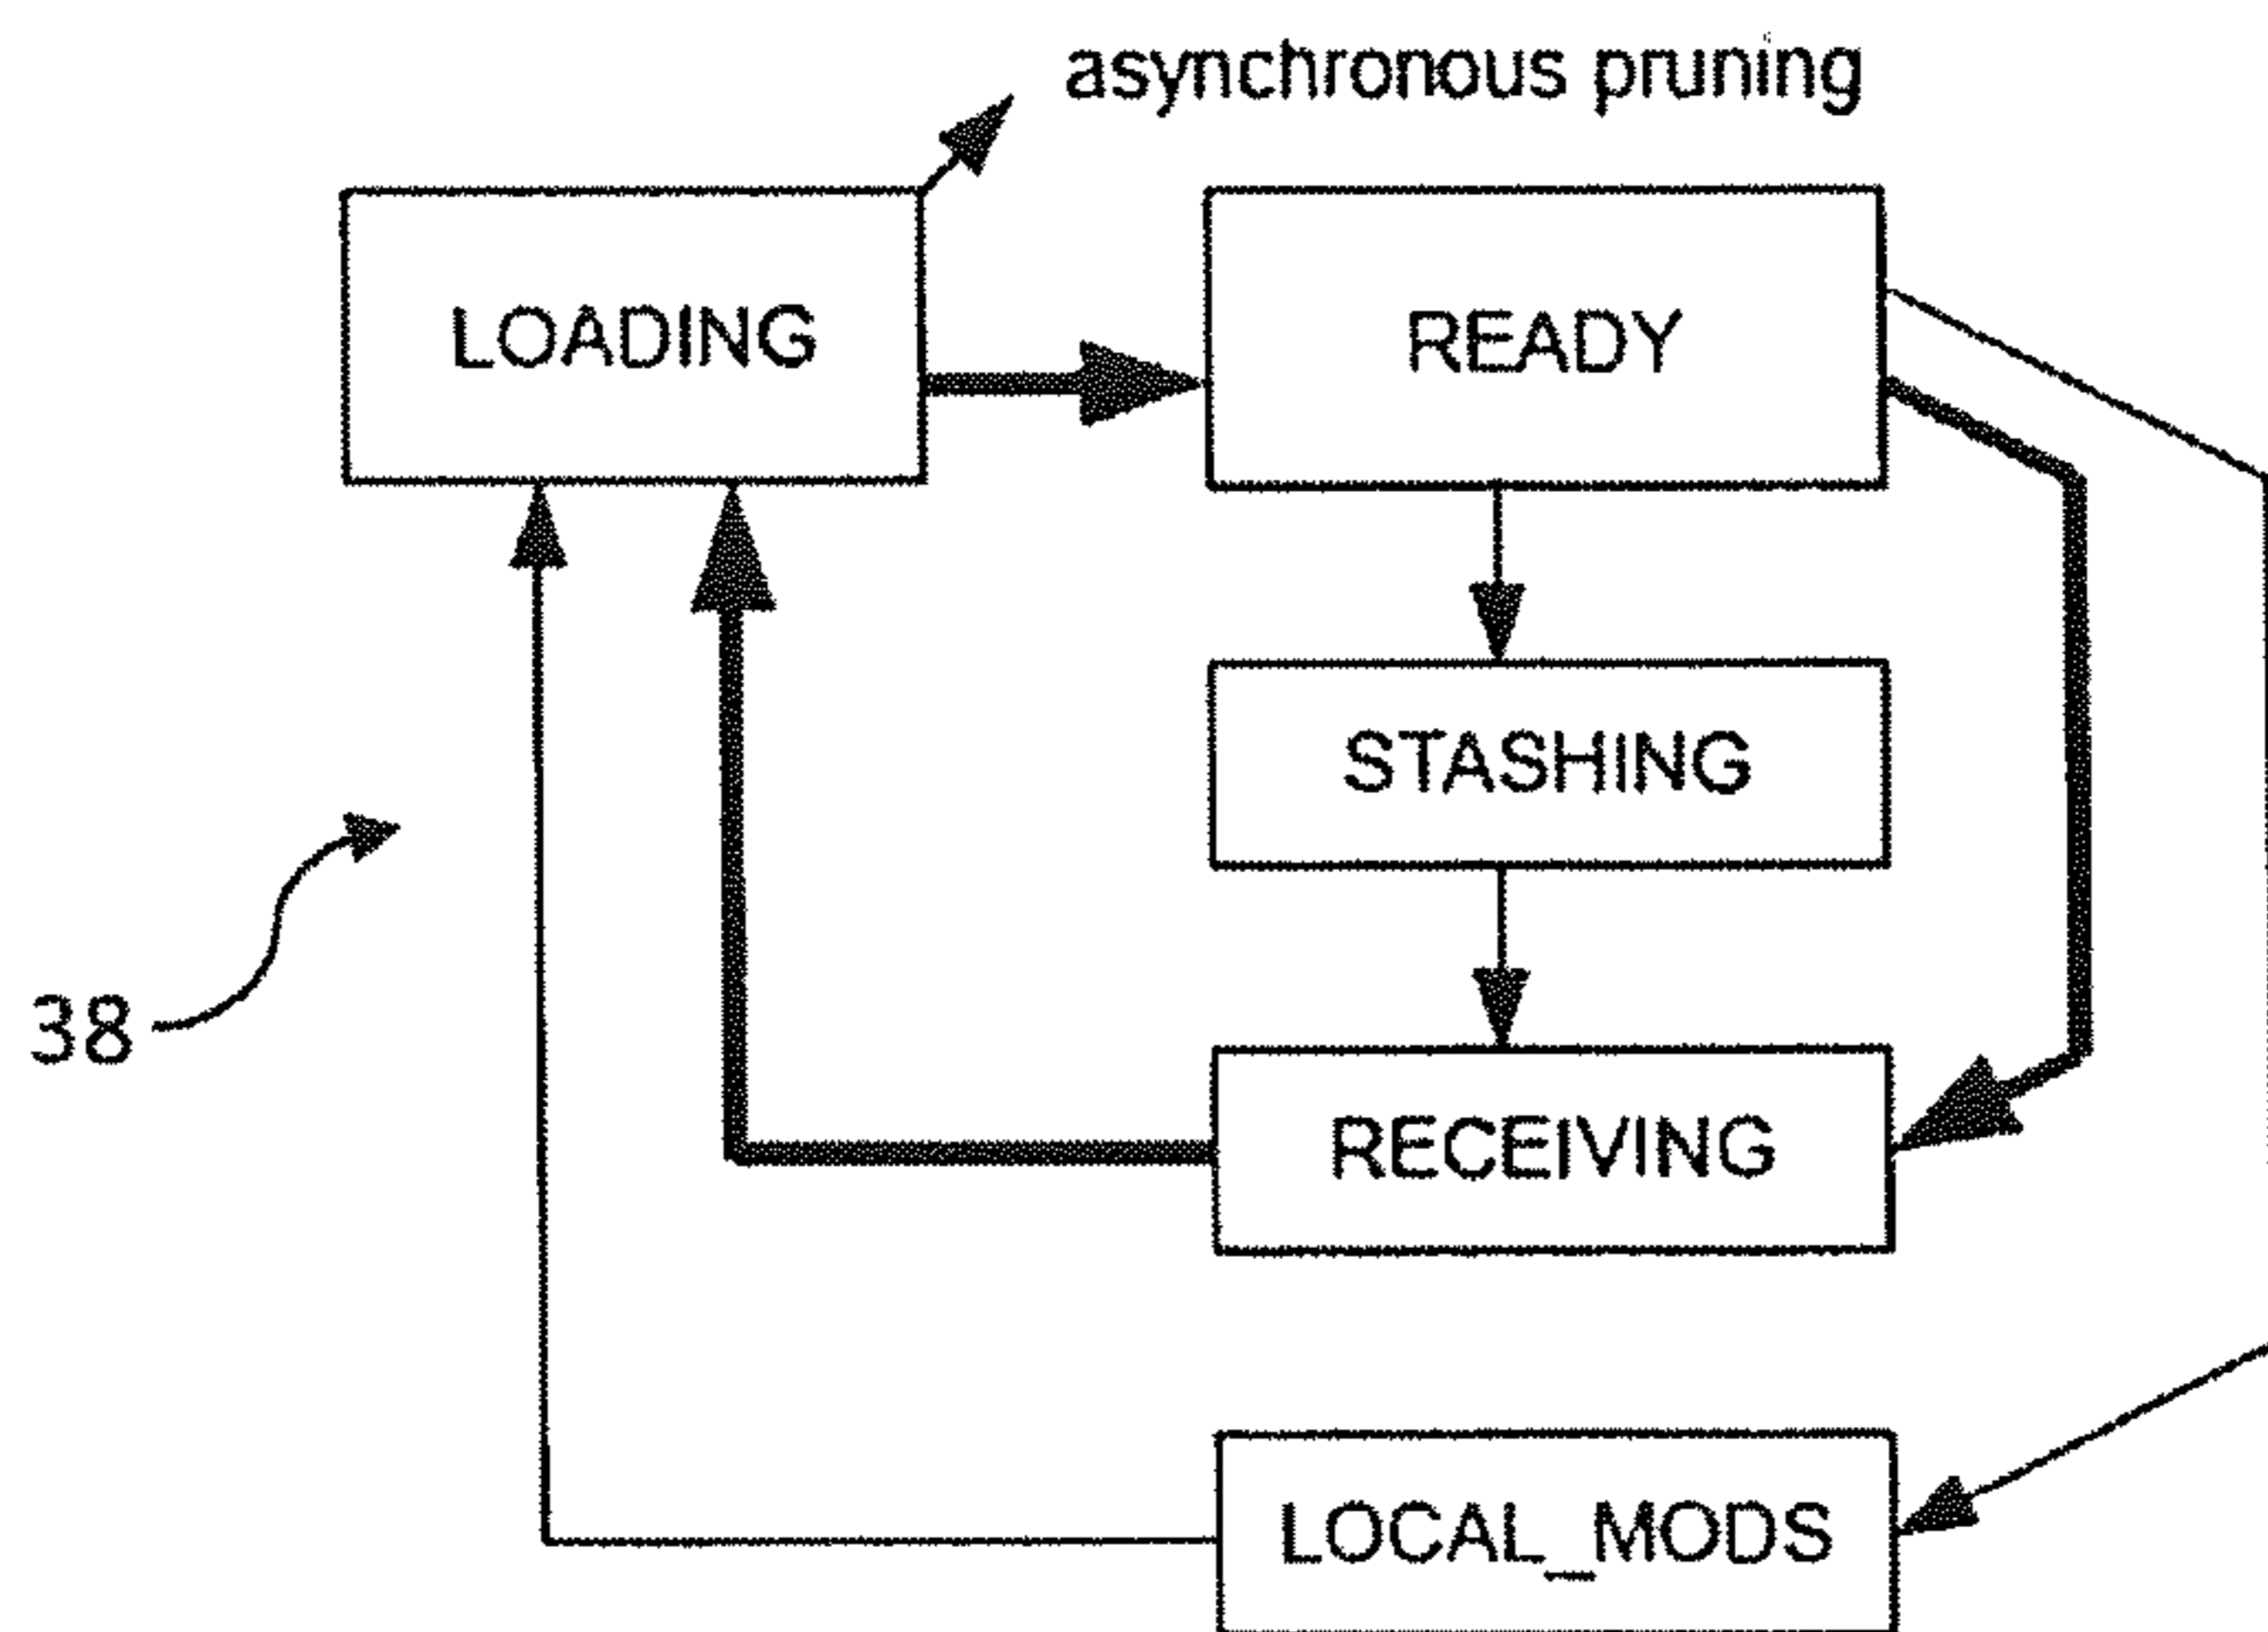 asynchronous pruning
LOADING
READY
STASHING
38
RECEIVING
LOCAL_MODS